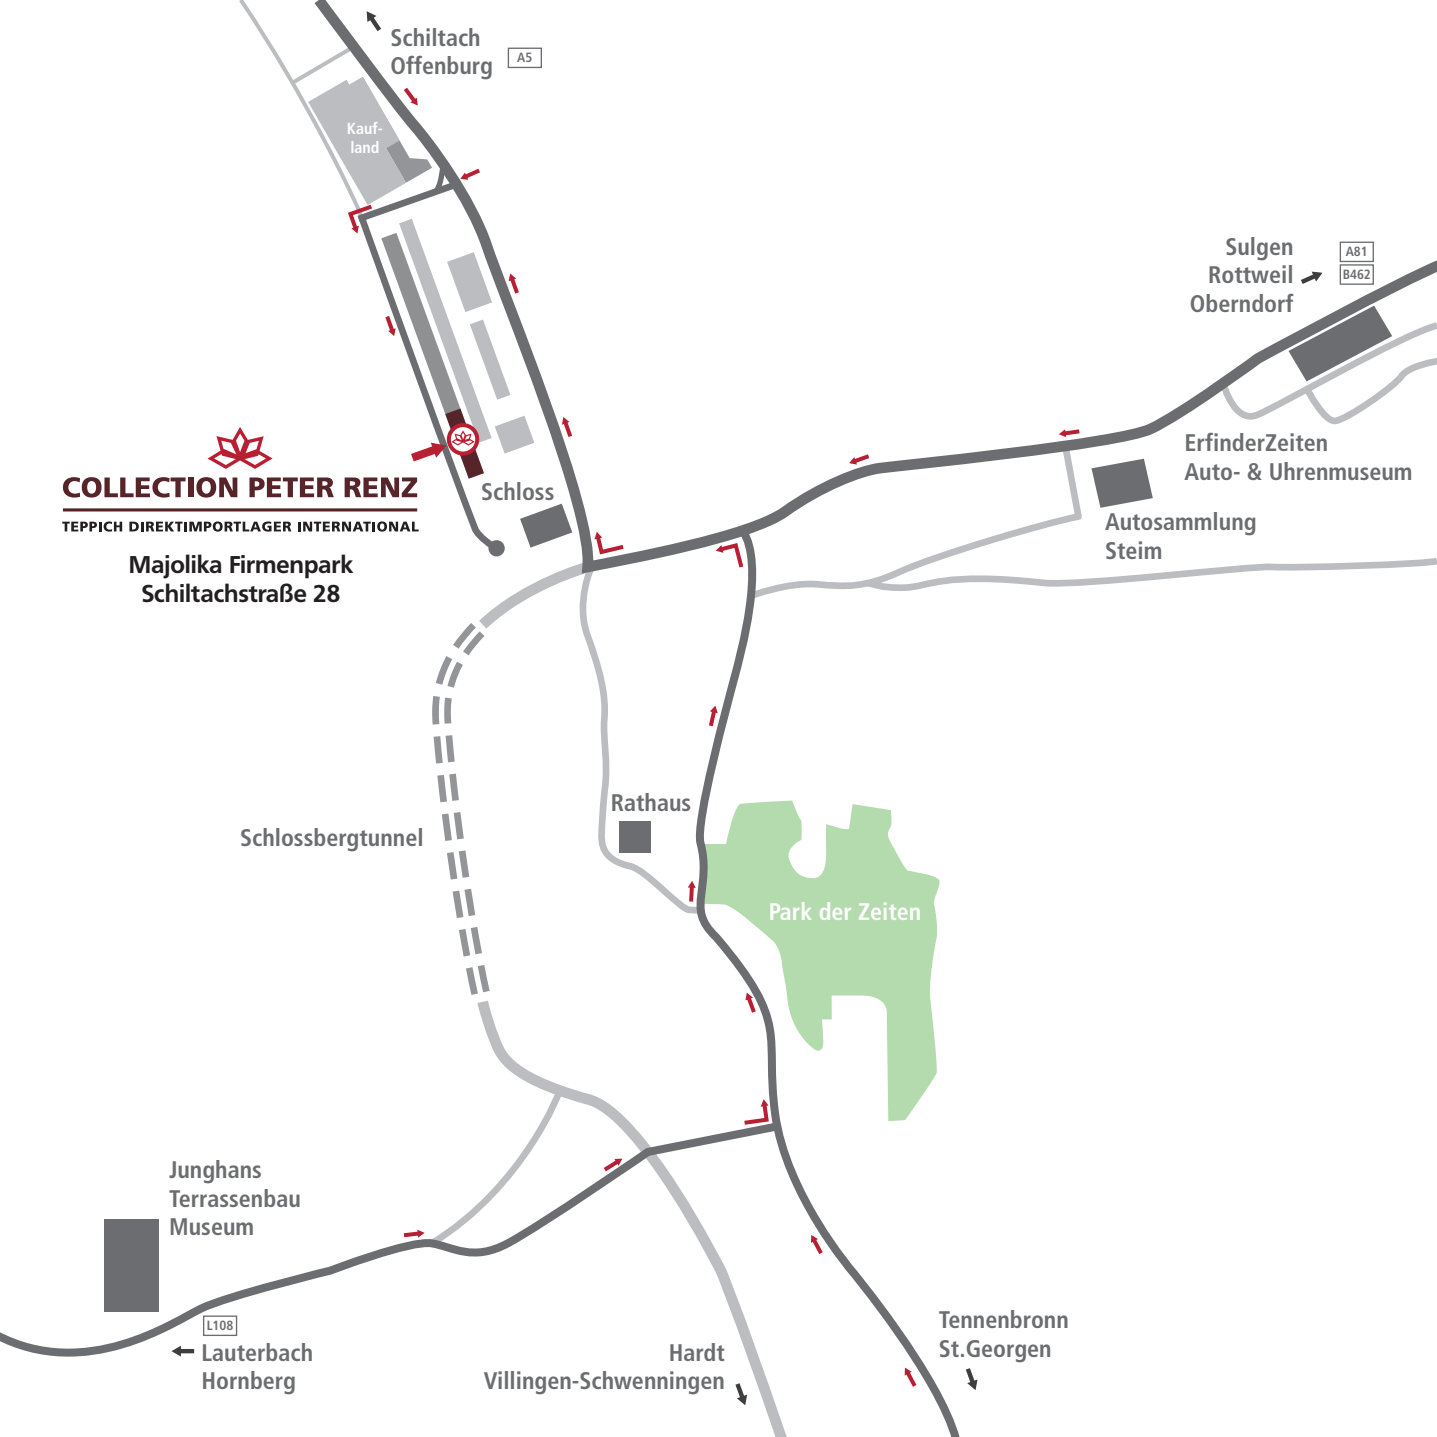 Schiltach
Offenburg
A5
Kauf-
land
Sulgen
Rottweil
Oberndorf
A81
B462
ErfinderZeiten
Auto- & Uhrenmuseum
Autosammlung
Steim
Schloss
COLLECTION PETER RENZ
TEPPICH DIREKTIMPORTLAGER INTERNATIONAL
Majolika Firmenpark
Schiltachstraße 28
Rathaus
Schlossbergtunnel
Park der Zeiten
Junghans
Terrassenbau
Museum
L108
Lauterbach
Hornberg
Hardt
Villingen-Schwenningen
Tennenbronn
St.Georgen